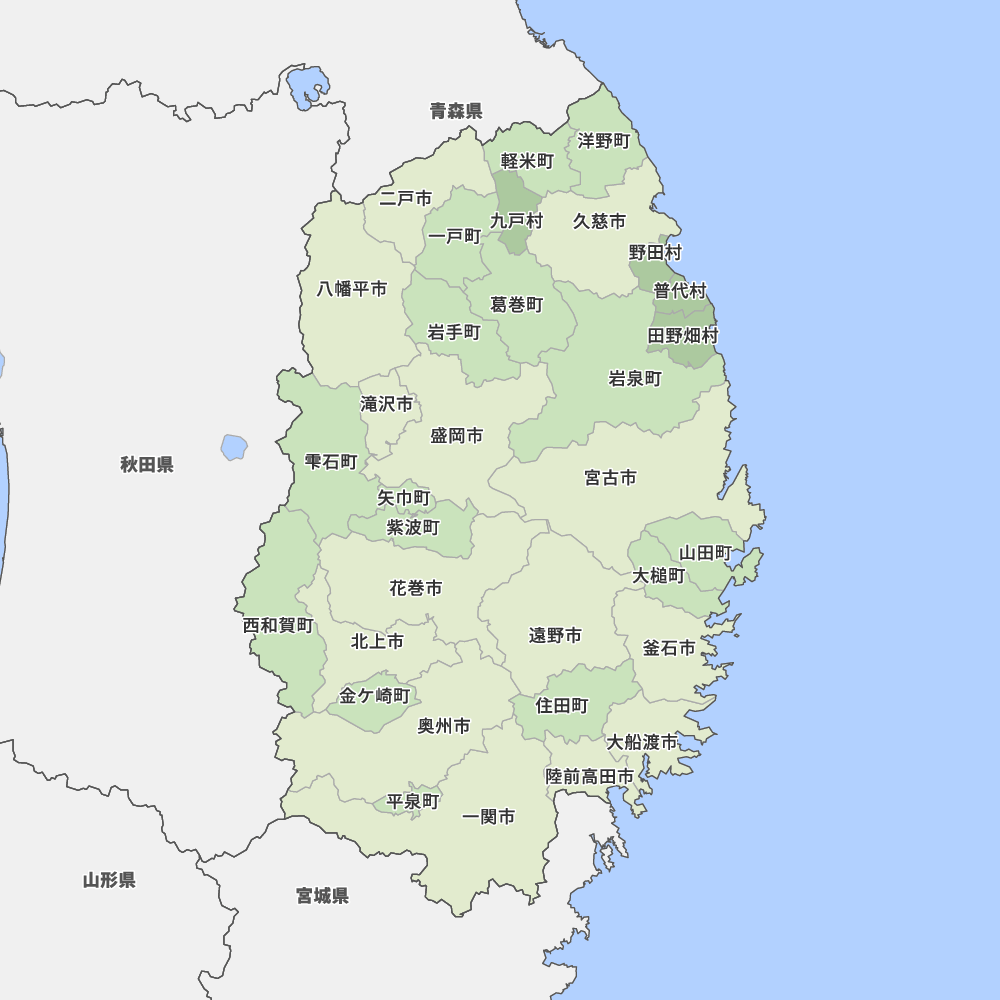 青森県
洋野町
軽米町
二戸市
九戸村
久慈市
一戸町
野田村
八幡平市
普代村
葛巻町
岩手町
田野畑村
岩泉町
滝沢市
盛岡市
秋田県
雫石町
宮古市
矢巾町
紫波町
山田町
大槌町
花巻市
西和賀町
北上市
遠野市
釜石市
金ケ崎町
住田町
奥州市
大船渡市
陸前高田市
平泉町
一関市
山形県
宮城県